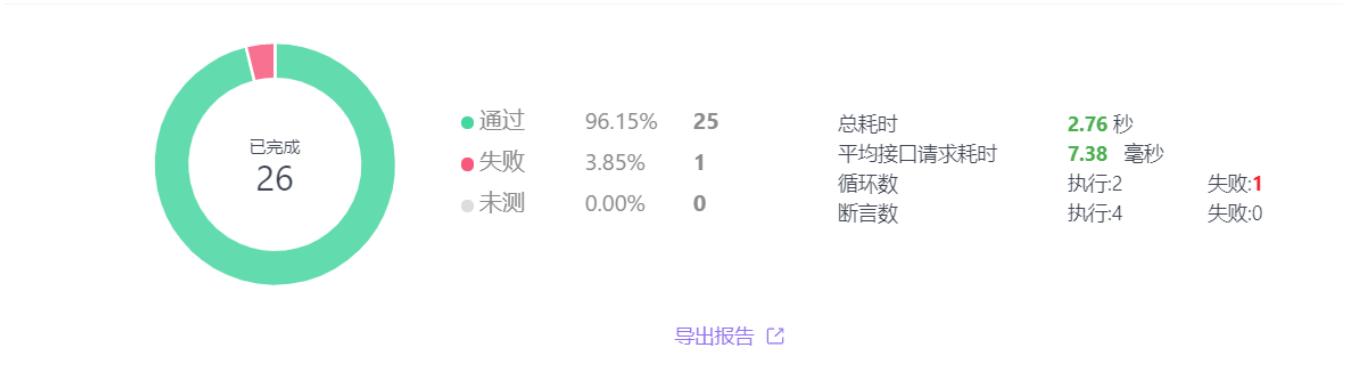 已完成
26
通过 96.15% 25
失败 3.85% 1
未测 0.00% 0
总耗时 2.76 秒
平均接口请求耗时 7.38 毫秒
循环数 执行:2 失败:1
断言数 执行:4 失败:0
导出报告